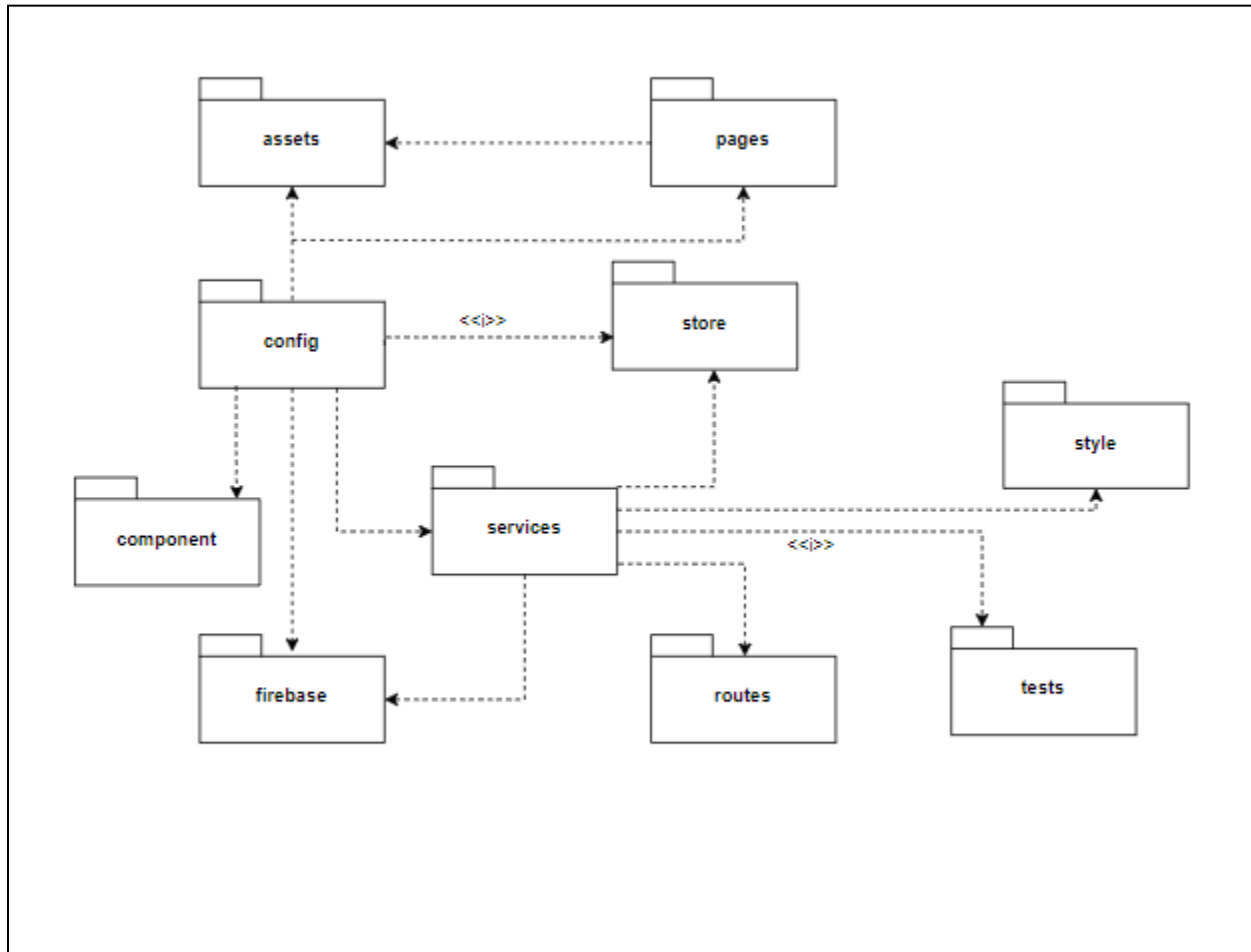 assets
pages
config
<<i>>
store
style
component
services
<<i>>
firebase
routes
tests